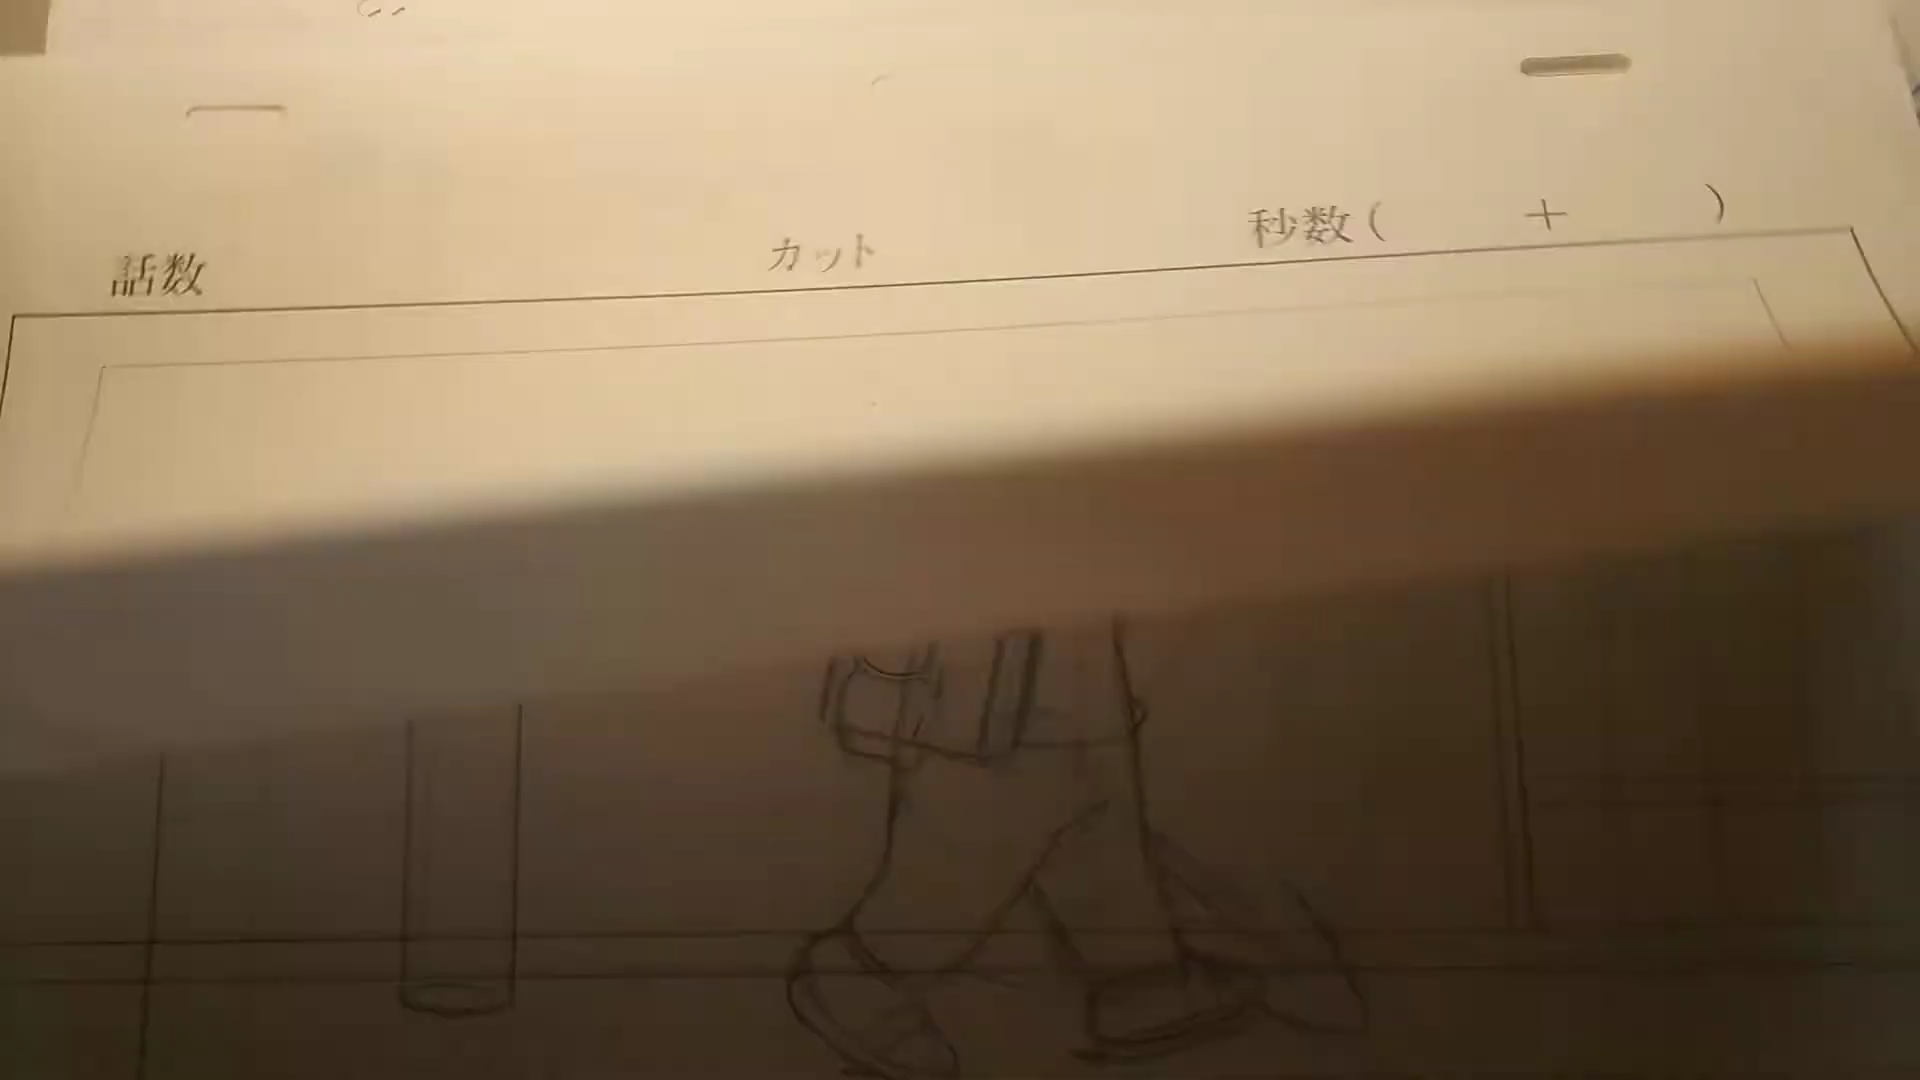 話数 カット 秒数( + )